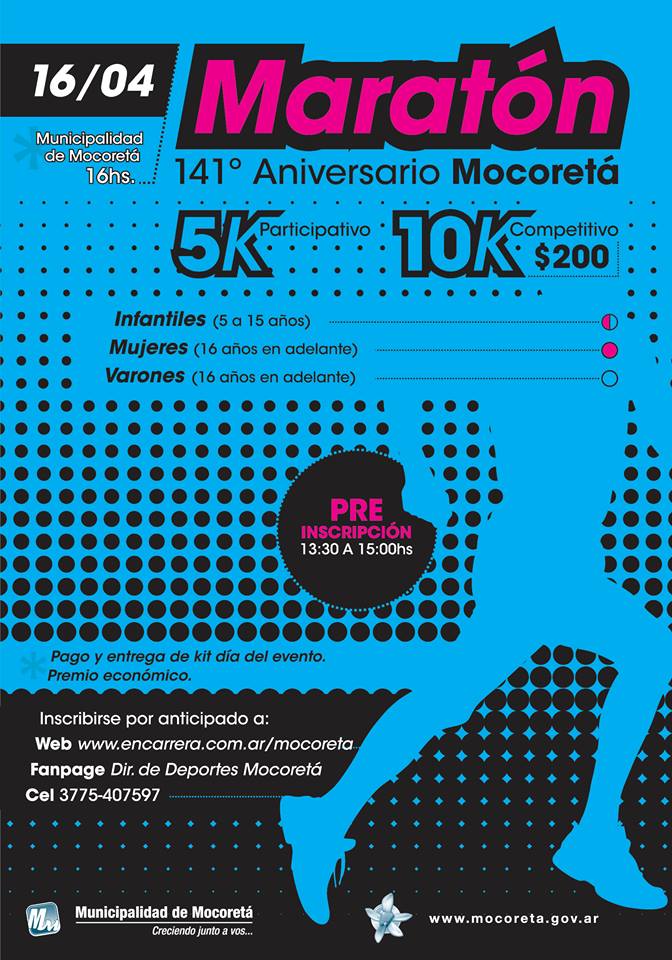 16/04
Maratón
Municipalidad
de Mocoretá
16hs.
141° Aniversario Mocoretá
5K Participativo
10K Competitivo
$200
Infantiles (5 a 15 años)
Mujeres (16 años en adelante)
Varones (16 años en adelante)
PRE
INSCRIPCIÓN
13:30 A 15:00hs
* Pago y entrega de kit día del evento.
Premio económico.
Inscribirse por anticipado a:
Web www.encarrera.com.ar/mocoreta
Fanpage Dir. de Deportes Mocoretá
Cel 3775-407597
Municipalidad de Mocoretá
Creciendo junto a vos...
www.mocoreta.gov.ar